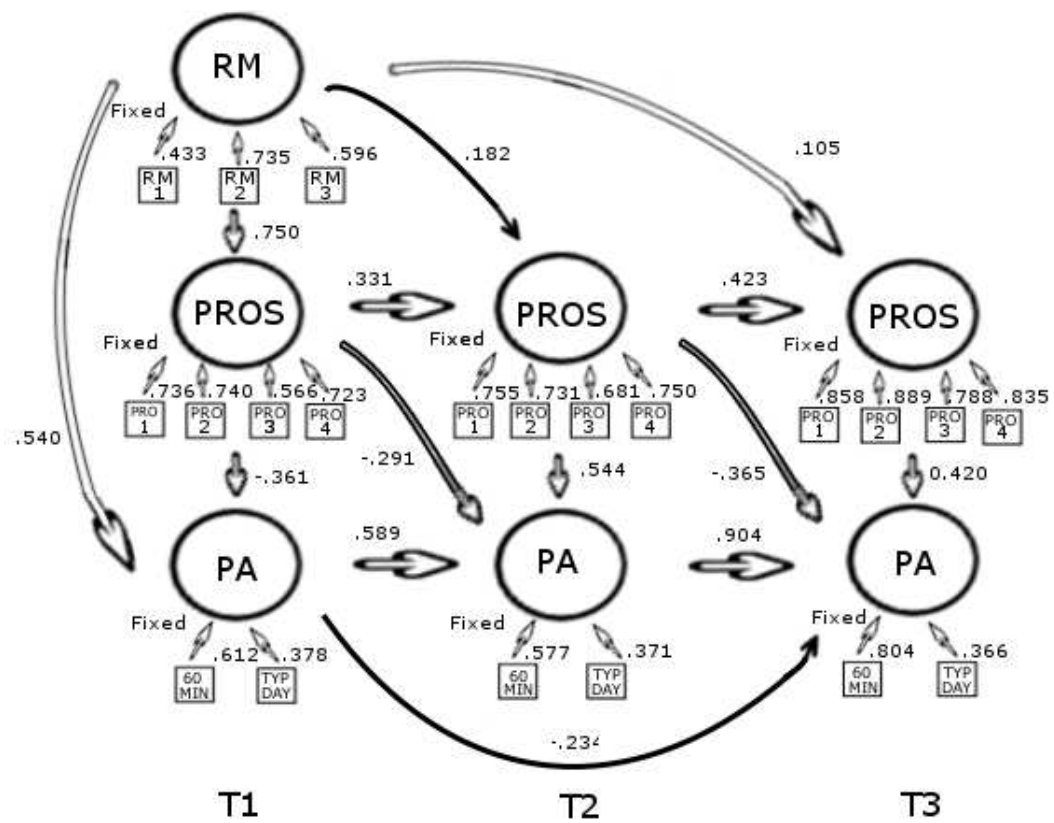 RM
Fixed
.433 .735 .596
RM 1 RM 2 RM 3
.182
.105
.750
PROS
.331
PROS
.423
PROS
Fixed
Fixed
Fixed
.736 .740 .566 .723
.755 .731 .681 .750
.858 .889 .788 .835
PRO 1 PRO 2 PRO 3 PRO 4
PRO 1 PRO 2 PRO 3 PRO 4
PRO 1 PRO 2 PRO 3 PRO 4
.540
-.361
-.291
.544
-.365
0.420
PA
.589
PA
.904
PA
Fixed
Fixed
Fixed
.612 .378
.577 .371
.804 .366
60 MIN TYP DAY
60 MIN TYP DAY
60 MIN TYP DAY
-.234
T1 T2 T3